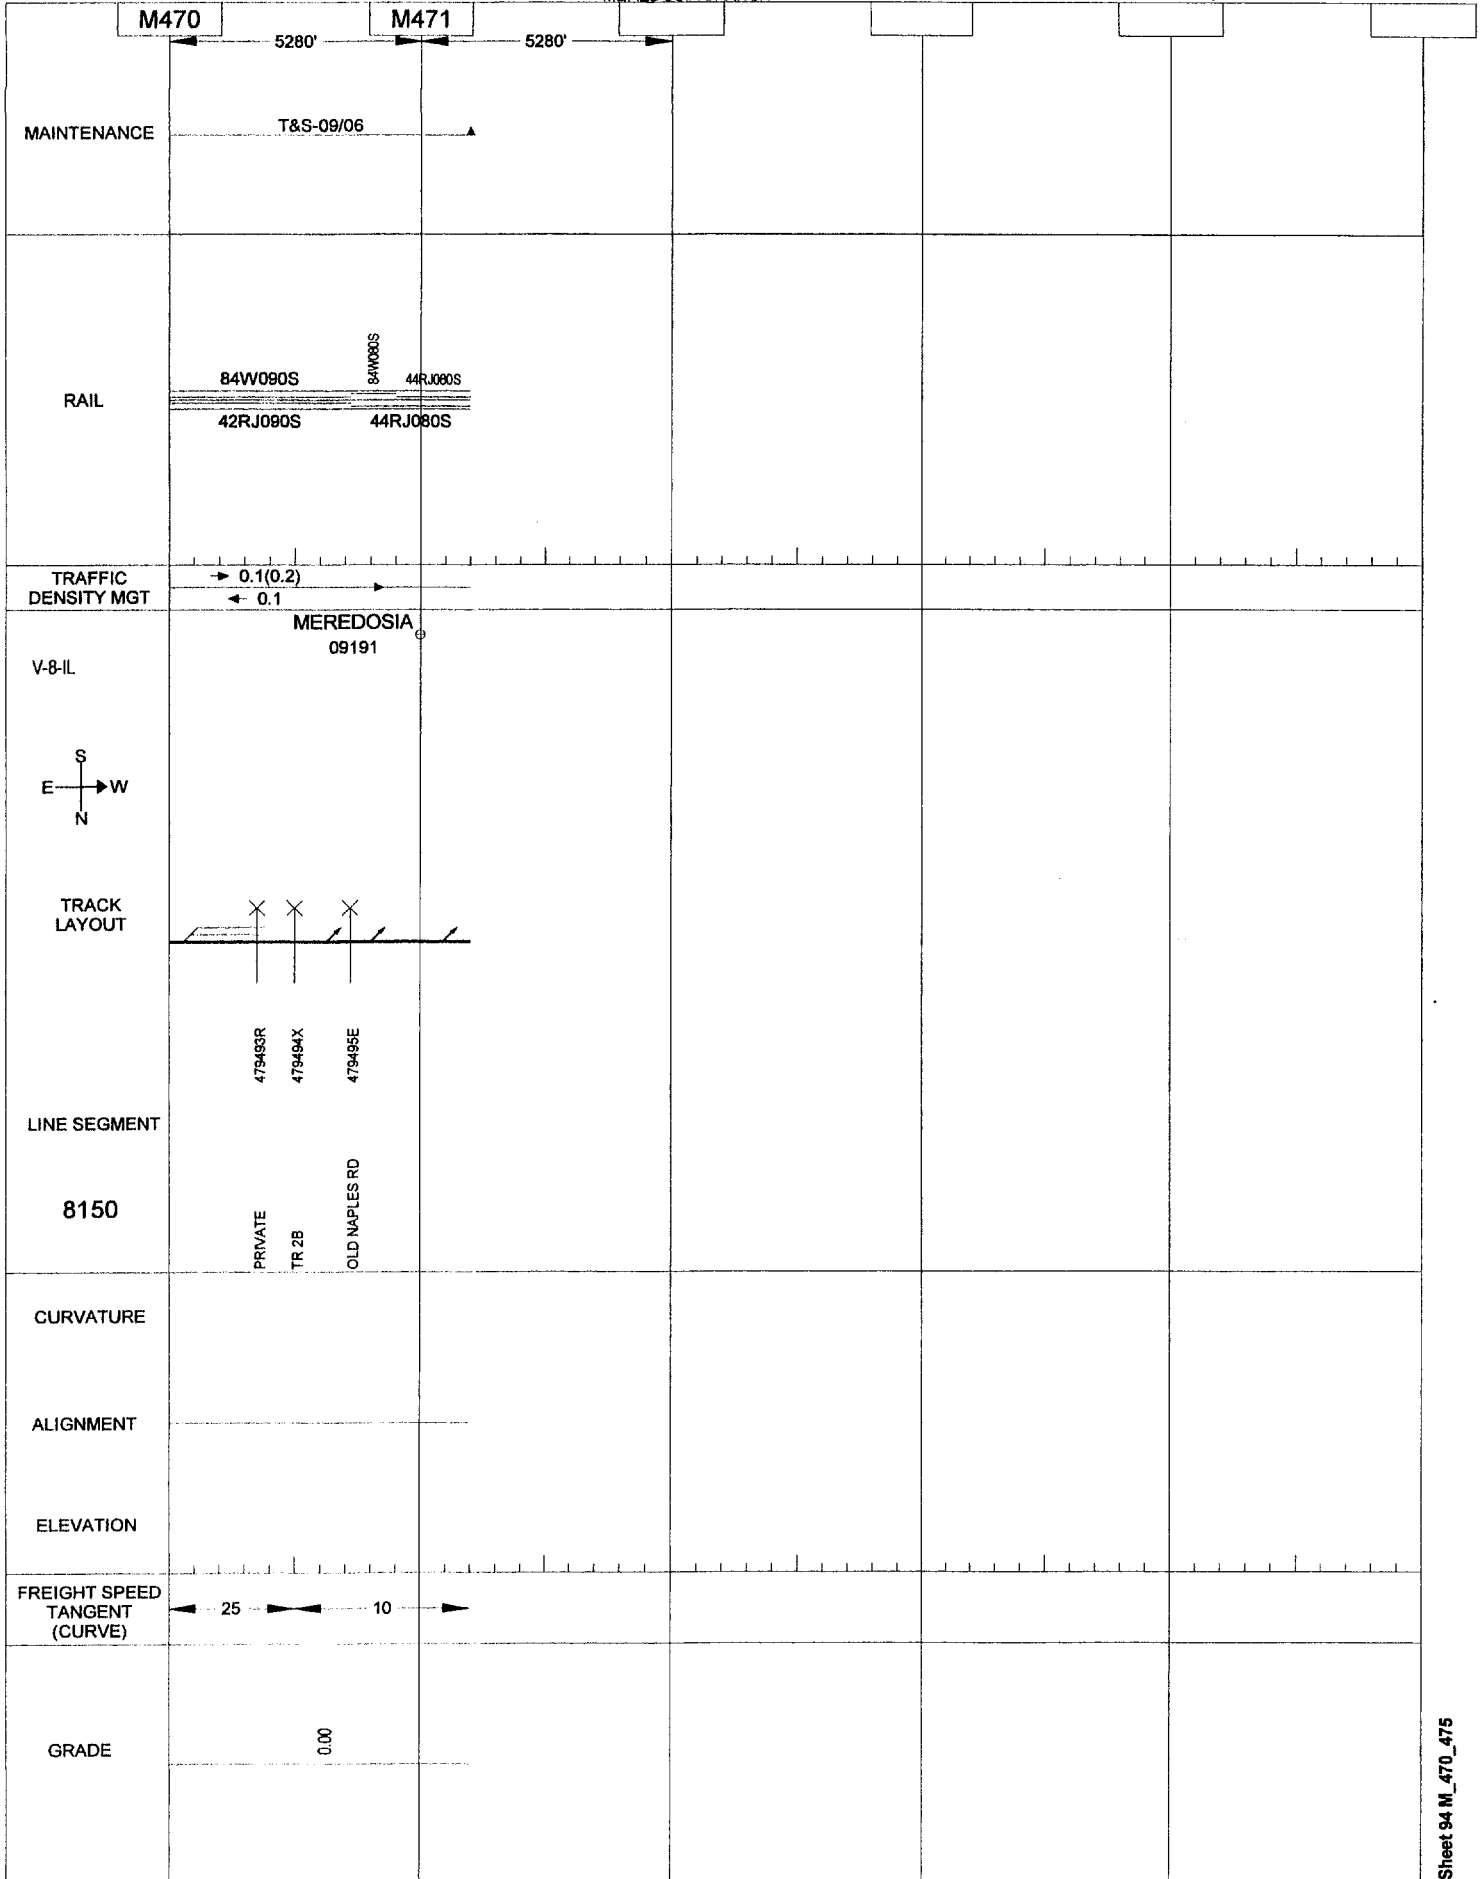 M470
M471
5280'
5280'
MAINTENANCE
T&S-09/06
RAIL
84W090S
84W080S
44RJ080S
42RJ090S
44RJ080S
TRAFFIC
DENSITY MGT
0.1(0.2)
0.1
MEREDOSIA
09191
V-8-IL
S
E
W
N
TRACK
LAYOUT
479493R
479494X
479495E
LINE SEGMENT
8150
PRIVATE
TR 2B
OLD NAPLES RD
CURVATURE
ALIGNMENT
ELEVATION
FREIGHT SPEED
TANGENT
(CURVE)
25
10
GRADE
0.00
Sheet 94 M_470_475